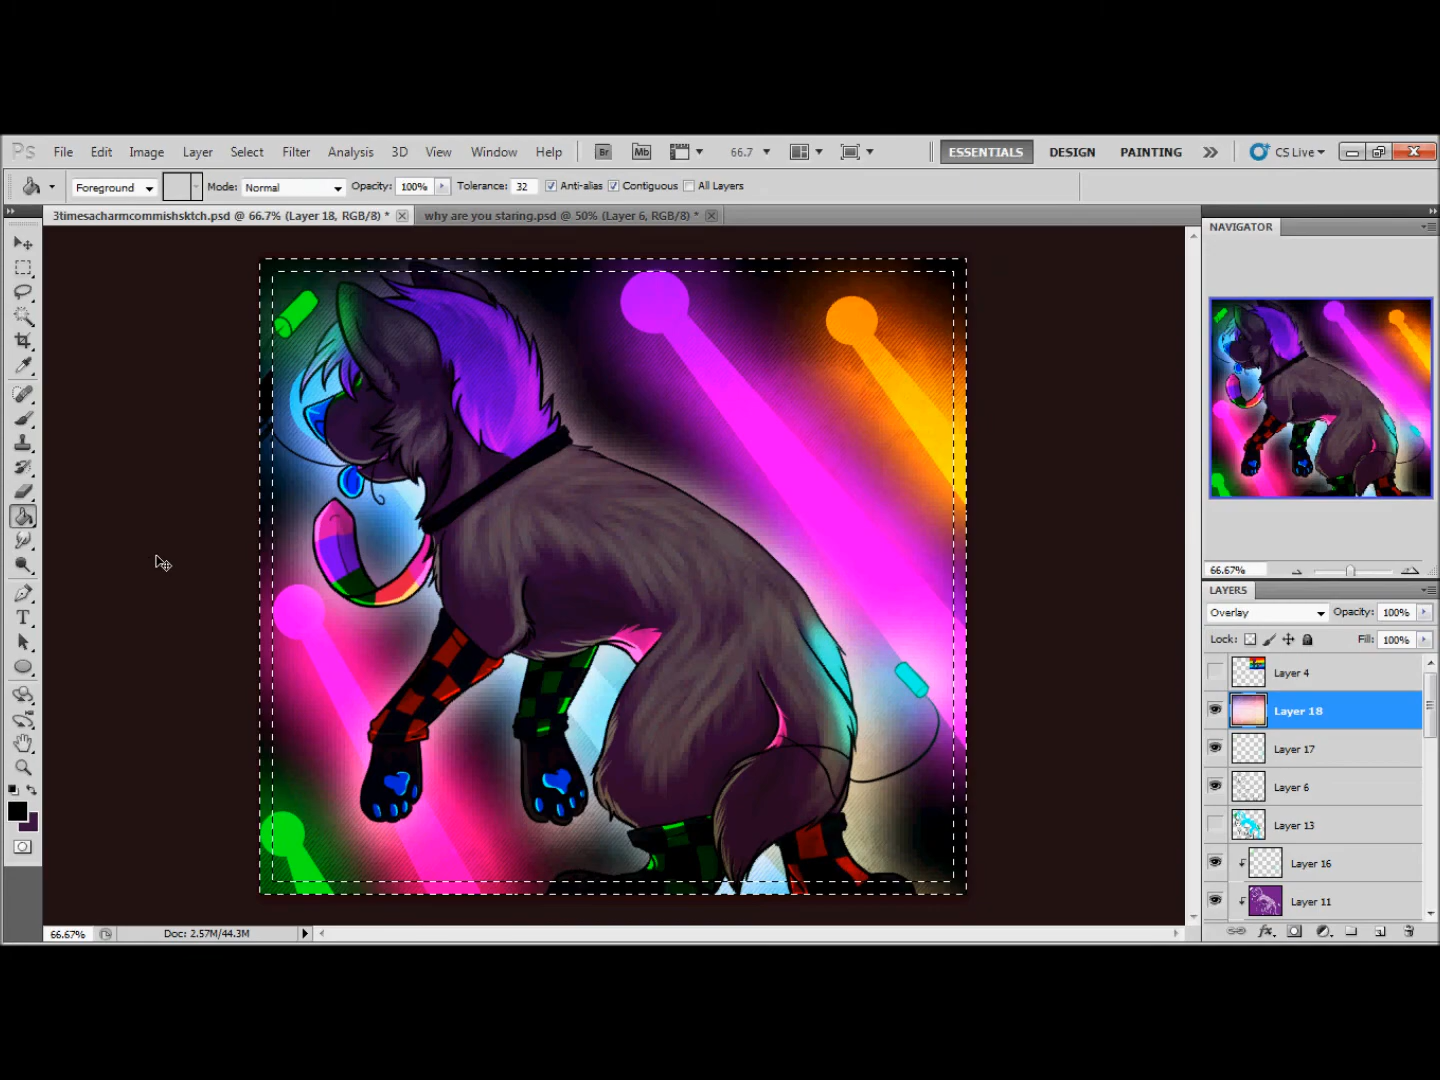 Ps File Edit Image Layer Select Filter Analysis 3D View Window Help Br Mb 66.7 ESSENTIALS DESIGN PAINTING CS Live
Foreground Mode: Normal Opacity: 100% Tolerance: 32 Anti-alias Contiguous All Layers
3timesacharmcommishsktch.psd @ 66.7% (Layer 18, RGB/8) * why are you staring.psd @ 50% (Layer 6, RGB/8) *
NAVIGATOR
66.67%
LAYERS
Overlay Opacity: 100%
Lock: Fill: 100%
Layer 4
Layer 18
Layer 17
Layer 6
Layer 13
Layer 16
Layer 11
T
66.67% Doc: 2.57M/44.3M
fx